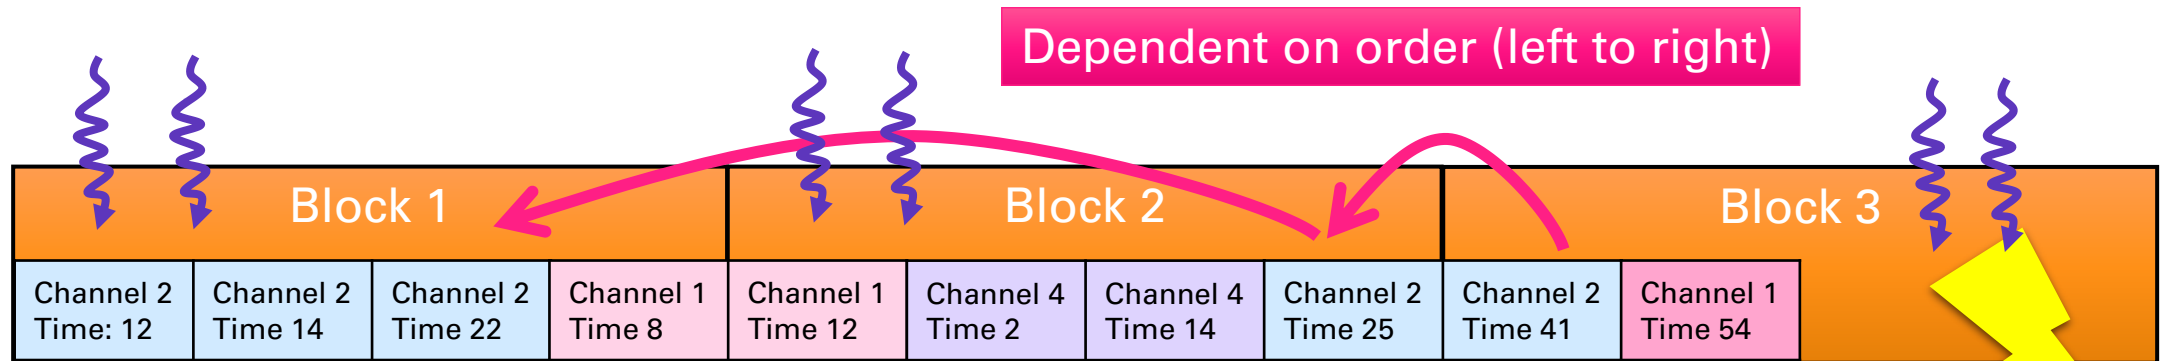 Dependent on order (left to right)
Block 1
Block 2
Block 3
Channel 2
Time: 12
Channel 2
Time 14
Channel 2
Time 22
Channel 1
Time 8
Channel 1
Time 12
Channel 4
Time 2
Channel 4
Time 14
Channel 2
Time 25
Channel 2
Time 41
Channel 1
Time 54